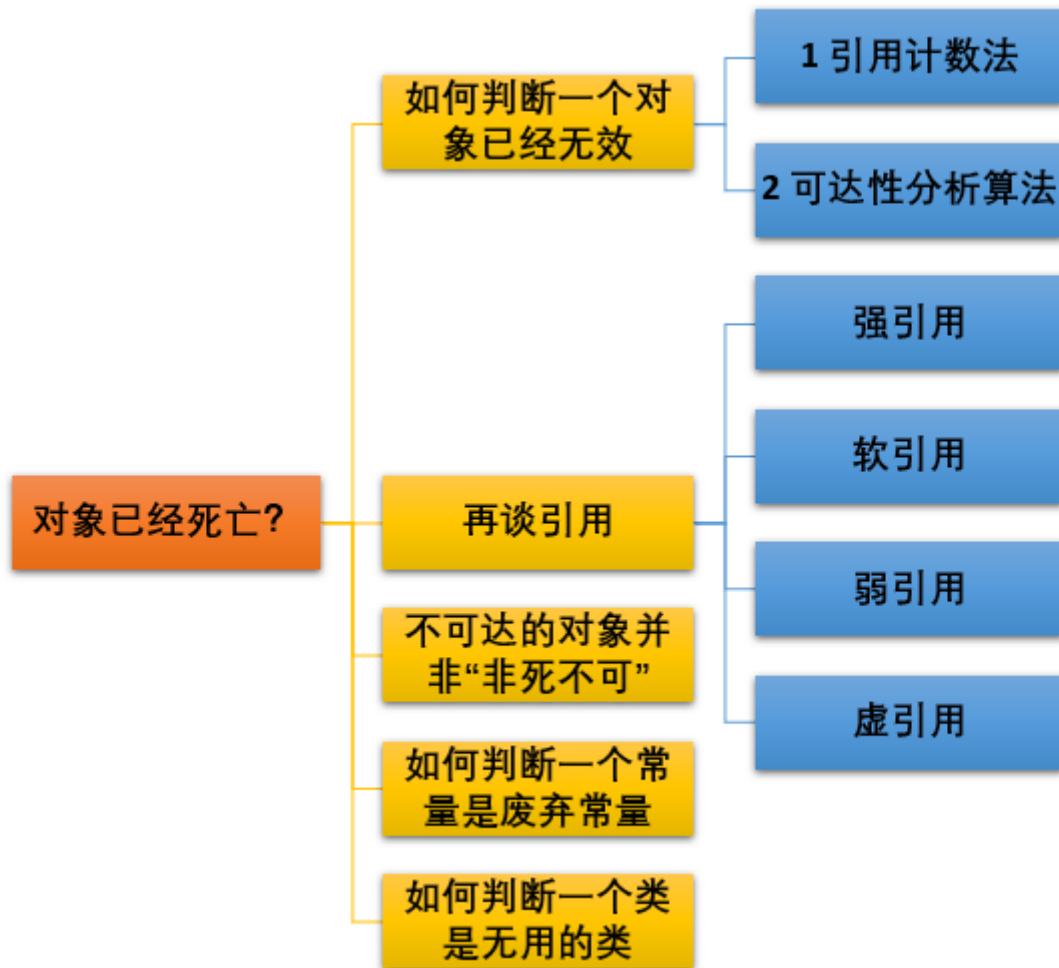 对象已经死亡?
如何判断一个对
象已经无效
1 引用计数法
2 可达性分析算法
再谈引用
强引用
软引用
弱引用
虚引用
不可达的对象并
非“非死不可”
如何判断一个常
量是废弃常量
如何判断一个类
是无用的类